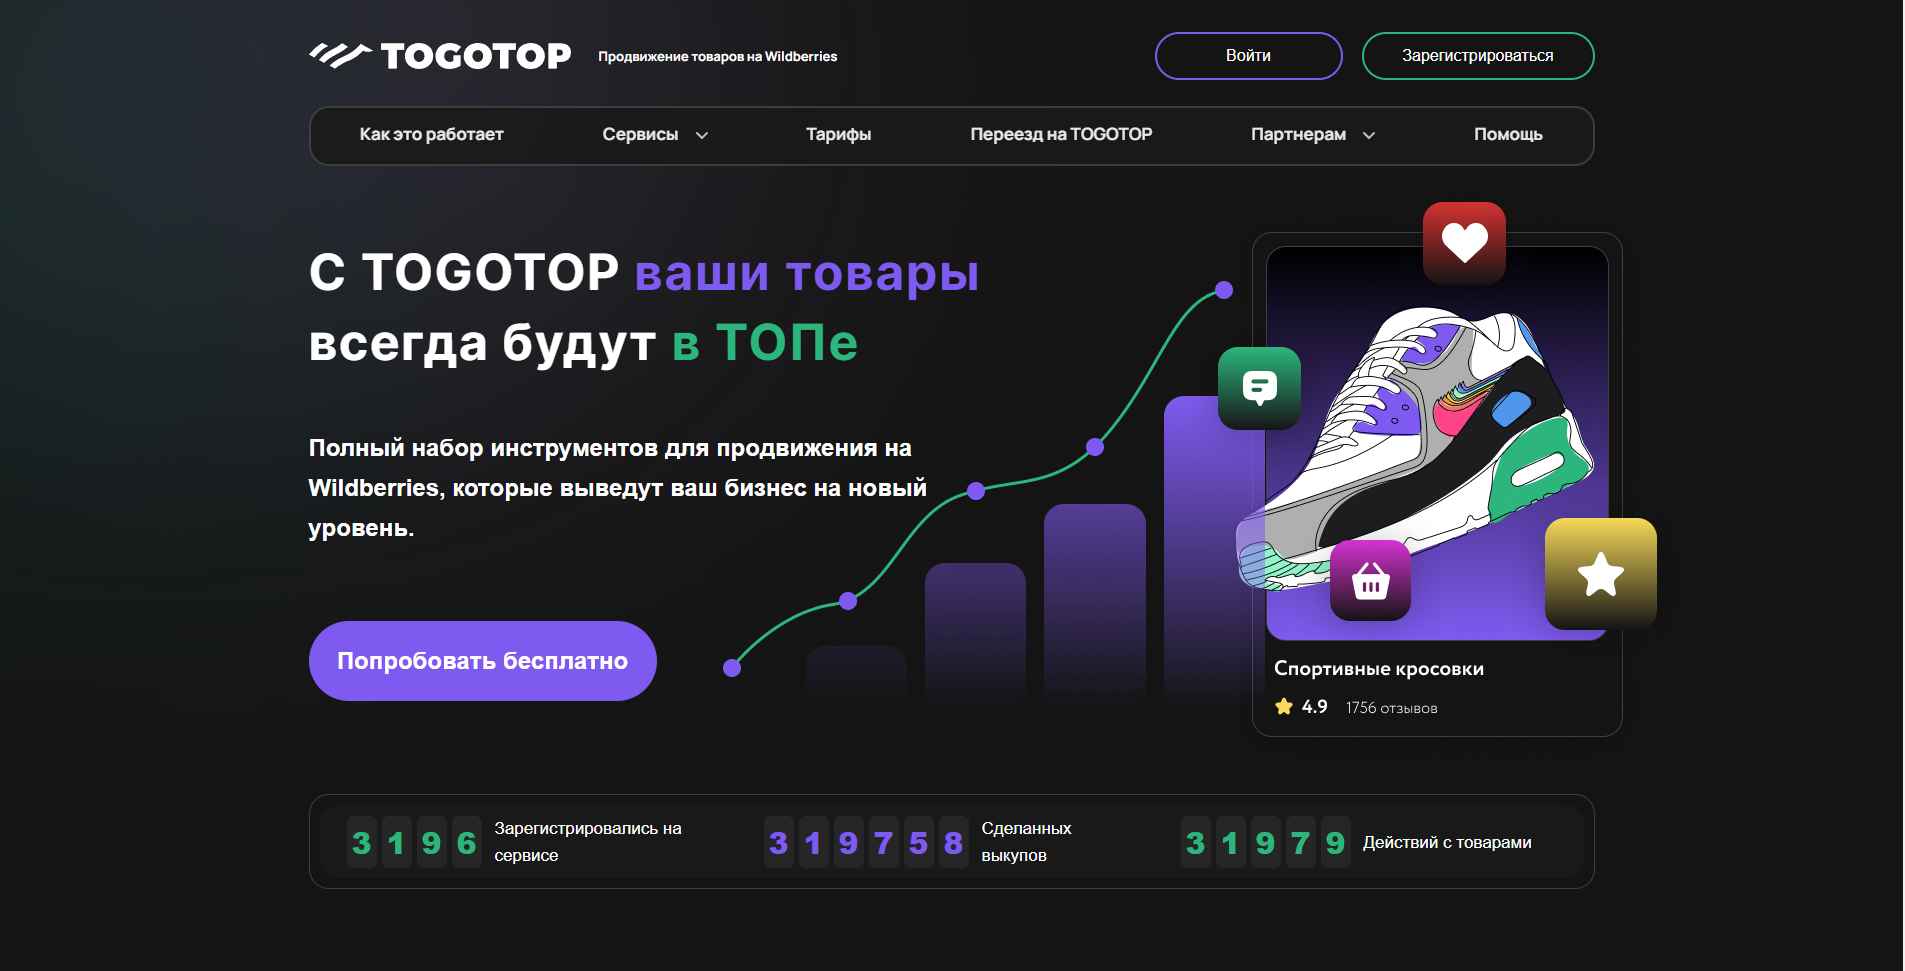 TOGOTOP
Продвижение товаров на Wildberries
Войти
Зарегистрироваться
Как это работает
Сервисы
Тарифы
Переезд на TOGOTOP
Партнерам
Помощь
С TOGOTOP ваши товары
всегда будут в ТОПе
Полный набор инструментов для продвижения на
Wildberries, которые выведут ваш бизнес на новый
уровень.
Попробовать бесплатно
Спортивные кросовки
4.9 1756 отзывов
3196 Зарегистрировались на
сервисе
319758 Сделанных
выкупов
31979 Действий с товарами